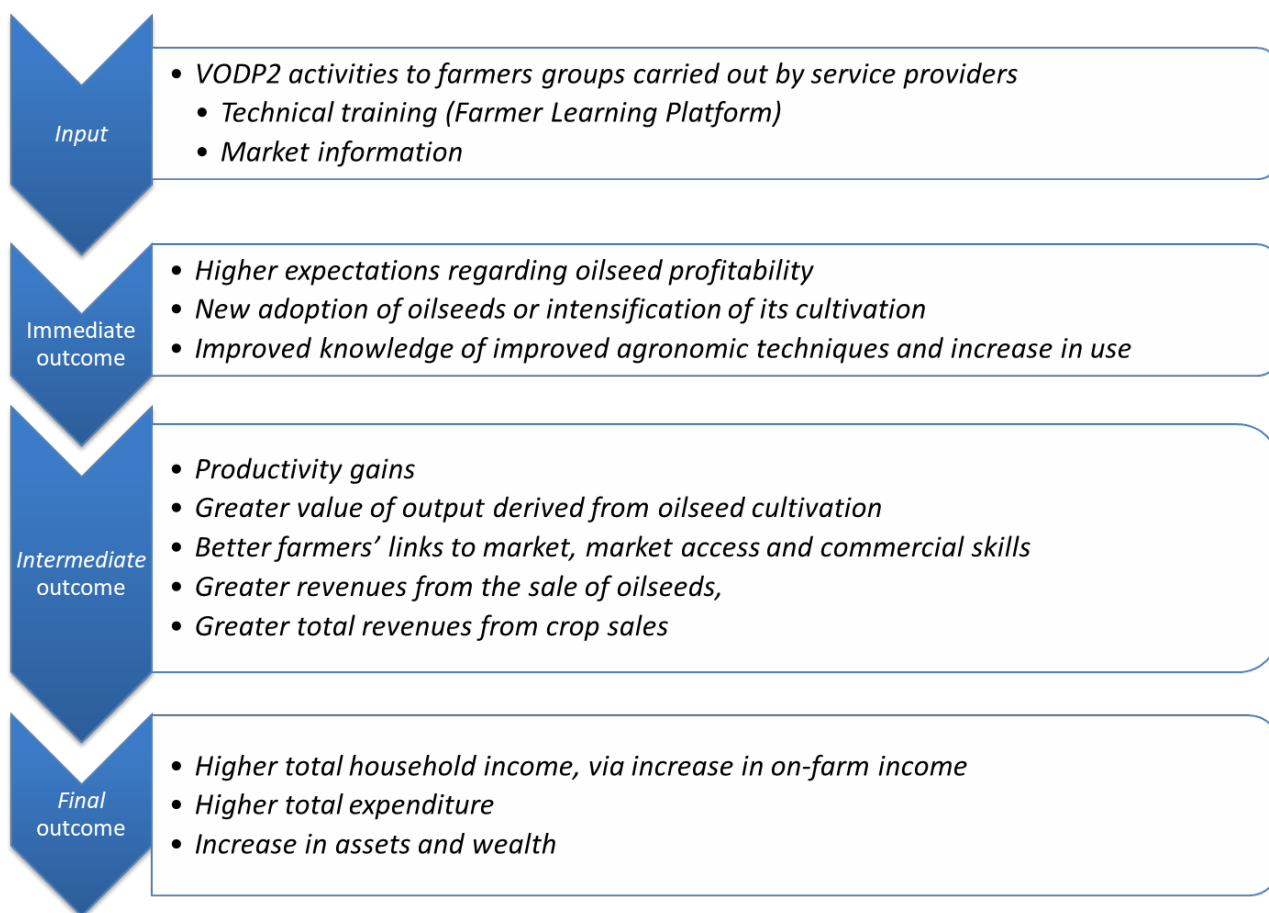 Input
• VODP2 activities to farmers groups carried out by service providers
• Technical training (Farmer Learning Platform)
• Market information
Immediate
outcome
• Higher expectations regarding oilseed profitability
• New adoption of oilseeds or intensification of its cultivation
• Improved knowledge of improved agronomic techniques and increase in use
Intermediate
outcome
• Productivity gains
• Greater value of output derived from oilseed cultivation
• Better farmers’ links to market, market access and commercial skills
• Greater revenues from the sale of oilseeds,
• Greater total revenues from crop sales
Final
outcome
• Higher total household income, via increase in on-farm income
• Higher total expenditure
• Increase in assets and wealth